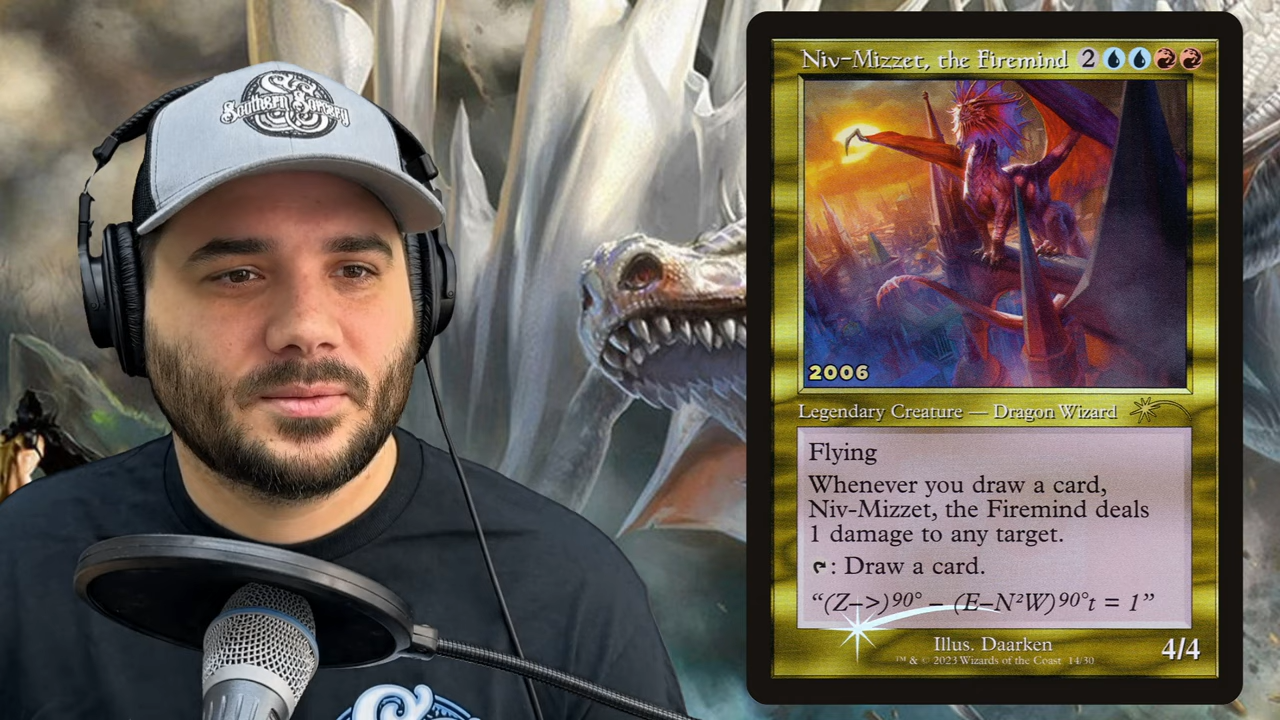 Southern Sorcery
Niv-Mizzet, the Firemind 2
2006
Legendary Creature — Dragon Wizard
Flying
Whenever you draw a card,
Niv-Mizzet, the Firemind deals
1 damage to any target.
: Draw a card.
“(Z–>)90° – (E–N²W)90°t = 1”
Illus. Daarken
4/4
™ & © 2023 Wizards of the Coast 14/30